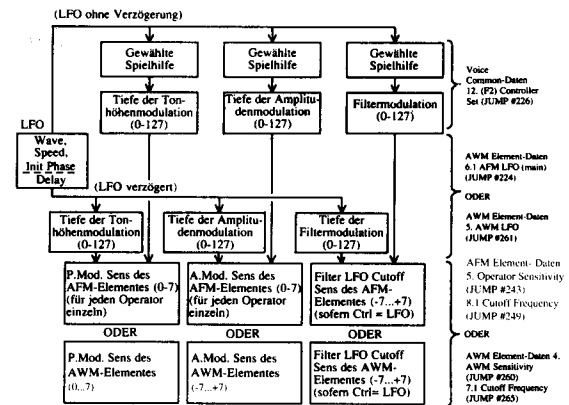 (LFO ohne Verzögerung)
Gewählte
Spielhilfe
Gewählte
Spielhilfe
Gewählte
Spielhilfe
Tiefe der Ton-
höhenmodulation
(0-127)
Tiefe der Amplitu-
denmodulation
(0-127)
Filtermodulation
(0-127)
Voice
Common-Daten
12. (F2) Controller
Set (JUMP #226)
LFO
Wave,
Speed,
Init Phase
Delay
(LFO verzögert)
Tiefe der Ton-
höhenmodulation
(0-127)
Tiefe der Amplitu-
denmodulation
(0-127)
Tiefe der
Filtermodulation
(0-127)
AWM Element-Daten
6.1 AFM LFO (main)
(JUMP #224)
ODER
AWM Element-Daten
5. AWM LFO
(JUMP #261)
P.Mod. Sens des
AFM-Elementes (0-7)
(für jeden Operator
einzeln)
A.Mod. Sens des
AFM-Elementes (0-7)
(für jeden Operator
einzeln)
Filter LFO Cutoff
Sens des AFM-
Elementes (-7...+7)
(sofern Ctrl = LFO)
AFM Element- Daten
5. Operator Sensitivity
(JUMP #243)
8.1 Cutoff Frequency
(JUMP #249)
ODER
ODER
ODER
ODER
P.Mod. Sens des
AWM-Elementes
(0...7)
A.Mod. Sens des
AWM-Elementes
(-7...+7)
Filter LFO Cutoff
Sens des AWM-
Elementes (-7...+7)
(sofern Ctrl= LFO)
AWM Element-Daten 4.
AWM Sensitivity
(JUMP #260)
7.1 Cutoff Frequency
(JUMP #265)